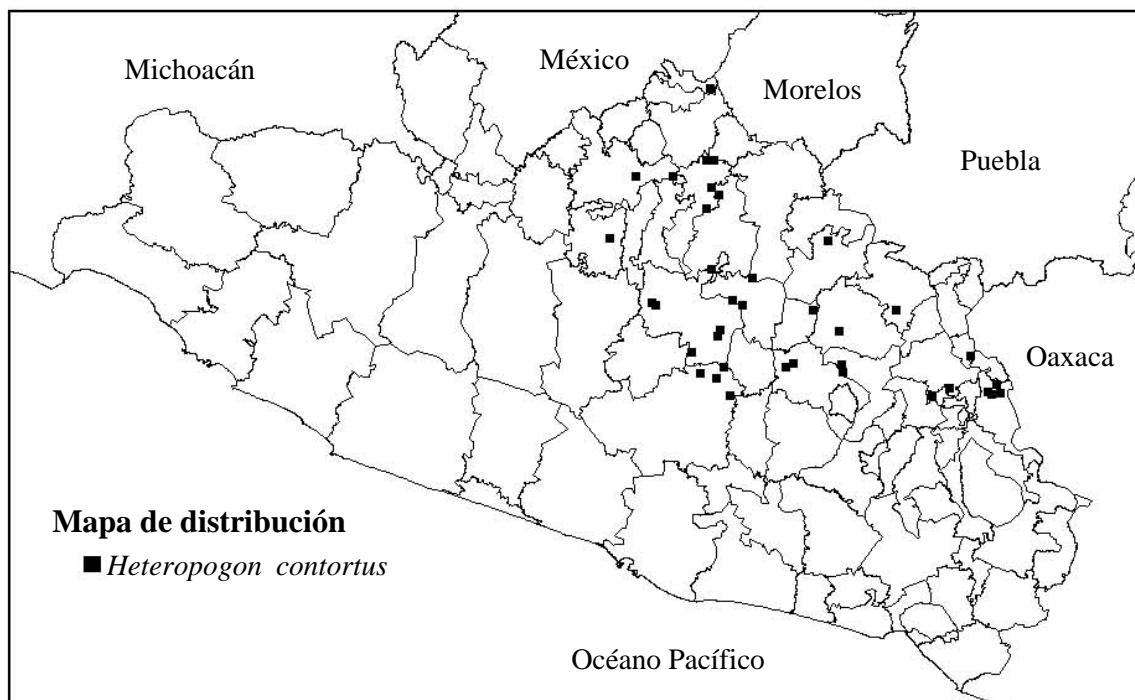 Michoacán
México
Morelos
Puebla
Oaxaca
Mapa de distribución
Heteropogon contortus
Océano Pacífico